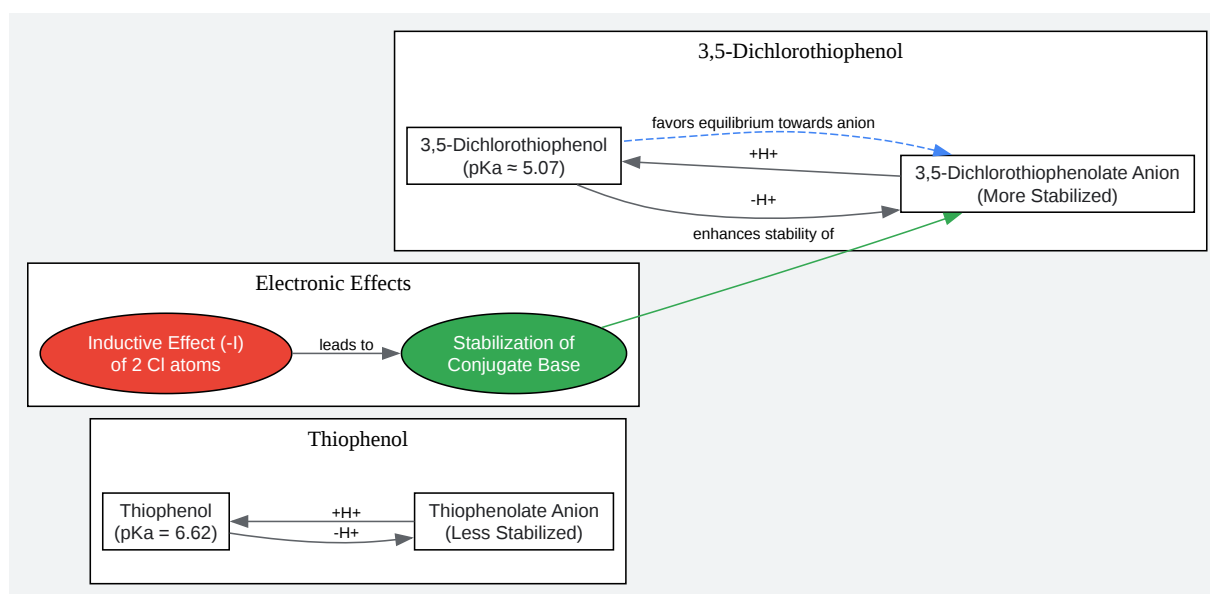 3,5-Dichlorothiophenol
favors equilibrium towards anion
3,5-Dichlorothiophenol
(pKa ≈ 5.07)
+H+
3,5-Dichlorothiophenolate Anion
(More Stabilized)
-H+
enhances stability of
Electronic Effects
Inductive Effect (-I)
of 2 Cl atoms
leads to
Stabilization of
Conjugate Base
Thiophenol
Thiophenol
(pKa = 6.62)
+H+
-H+
Thiophenolate Anion
(Less Stabilized)